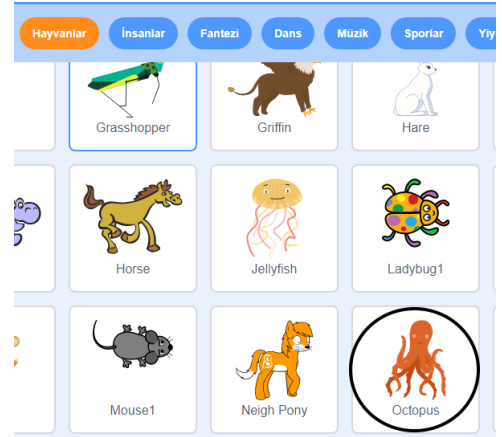 Hayvanlar İnsanlar Fantezi Dans Müzik Sporlar
Grasshopper Griffin Hare
Horse Jellyfish Ladybug1
Mouse1 Neigh Pony Octopus